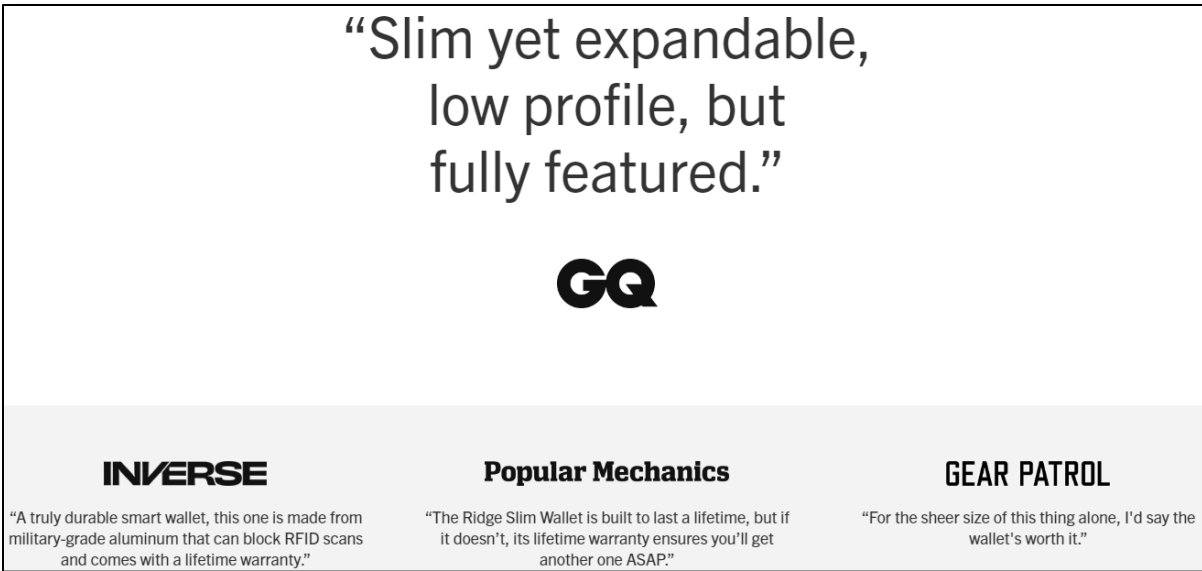 “Slim yet expandable,
low profile, but
fully featured.”
GQ
INVERSE
“A truly durable smart wallet, this one is made from
military-grade aluminum that can block RFID scans
and comes with a lifetime warranty.”
Popular Mechanics
“The Ridge Slim Wallet is built to last a lifetime, but if
it doesn’t, its lifetime warranty ensures you’ll get
another one ASAP.”
GEAR PATROL
“For the sheer size of this thing alone, I'd say the
wallet's worth it.”